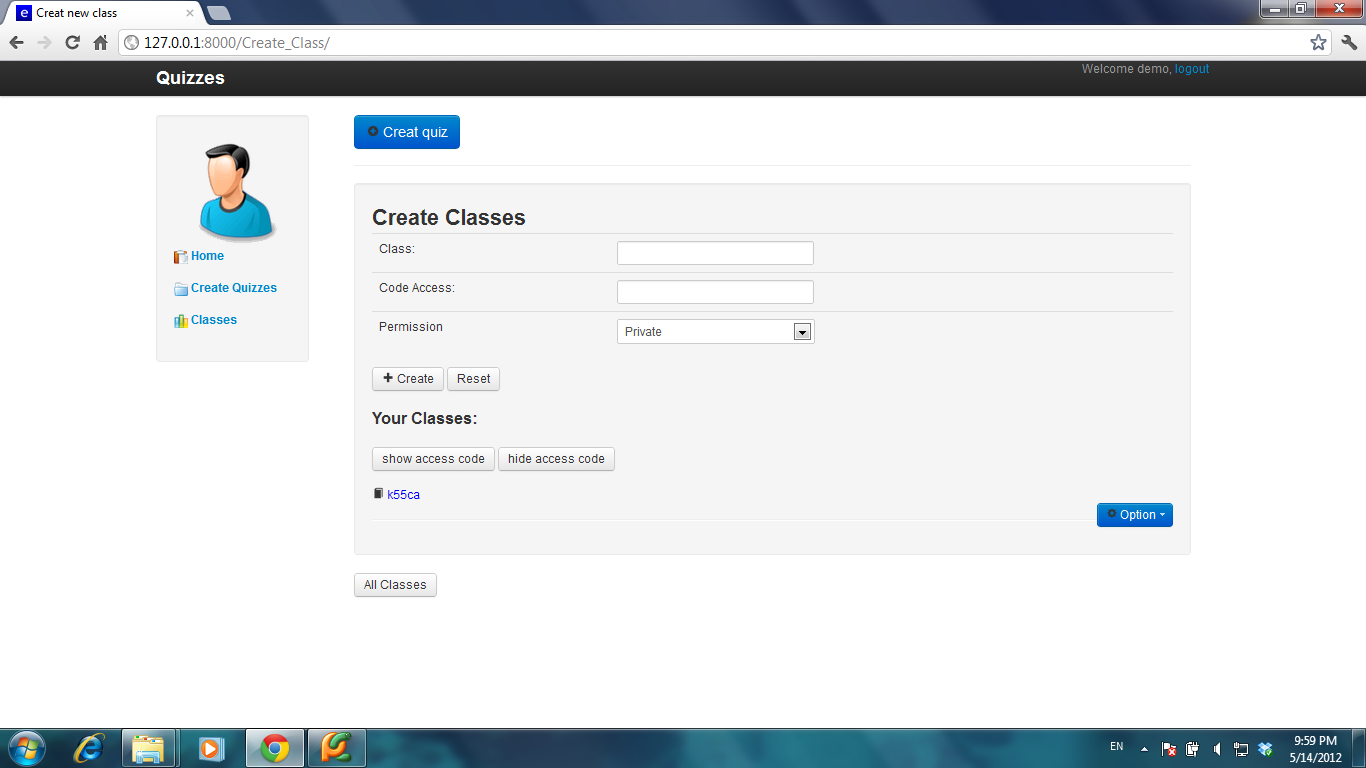 Creat new class
127.0.0.1:8000/Create_Class/
Quizzes
Welcome demo, logout
Home
Create Quizzes
Classes
Creat quiz
Create Classes
Class:
Code Access:
Permission Private
Create Reset
Your Classes:
show access code hide access code
k55ca
Option
All Classes
EN
9:59 PM
5/14/2012